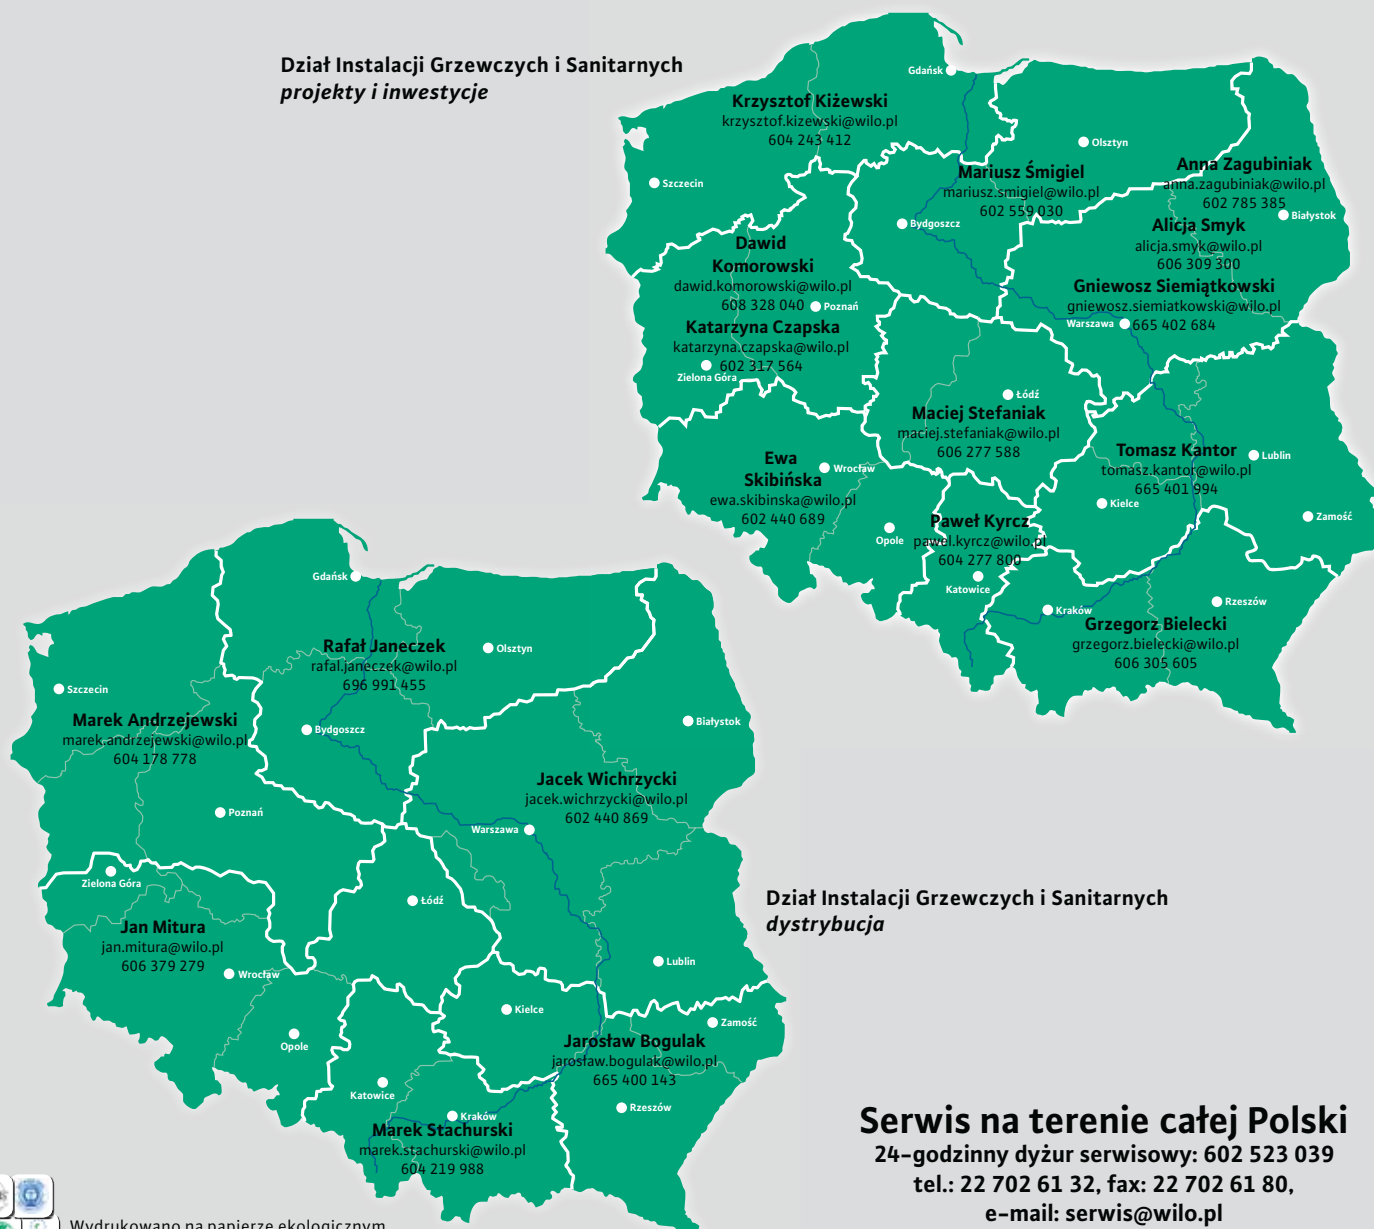 Dział Instalacji Grzewczych i Sanitarnych
projekty i inwestycje
Gdańsk
Krzysztof Kiżewski
krzysztof.kizewski@wilo.pl
604 243 412
Olsztyn
Szczecin
Mariusz Śmigiel
mariusz.smigiel@wilo.pl
602 559 030
Anna Zagubiniak
anna.zagubiniak@wilo.pl
602 785 385
Białystok
Bydgoszcz
Alicja Smyk
alicja.smyk@wilo.pl
606 309 300
Dawid
Komorowski
dawid.komorowski@wilo.pl
608 328 040
Poznań
Gniewosz Siemiątkowski
gniewosz.siemiatkowski@wilo.pl
Warszawa
665 402 684
Katarzyna Czapska
katarzyna.czapska@wilo.pl
602 317 564
Zielona Góra
Łódź
Maciej Stefaniak
maciej.stefaniak@wilo.pl
606 277 588
Tomasz Kantor
tomasz.kantor@wilo.pl
665 401 994
Lublin
Ewa
Skibińska
Wrocław
ewa.skibinska@wilo.pl
602 440 689
Kielce
Zamość
Opole
Paweł Kyrcz
pawel.kyrcz@wilo.pl
604 277 800
Katowice
Kraków
Rzeszów
Grzegorz Bielecki
grzegorz.bielecki@wilo.pl
606 305 605
Gdańsk
Rafał Janeczek
rafal.janeczek@wilo.pl
696 991 455
Olsztyn
Szczecin
Marek Andrzejewski
marek.andrzejewski@wilo.pl
604 178 778
Bydgoszcz
Białystok
Jacek Wichrzycki
jacek.wichrzycki@wilo.pl
602 440 869
Poznań
Warszawa
Zielona Góra
Łódź
Dział Instalacji Grzewczych i Sanitarnych
dystrybucja
Jan Mitura
jan.mitura@wilo.pl
606 379 279
Wrocław
Lublin
Kielce
Zamość
Opole
Jarosław Bogulak
jarosław.bogulak@wilo.pl
665 400 143
Katowice
Kraków
Rzeszów
Marek Stachurski
marek.stachurski@wilo.pl
604 219 988
Serwis na terenie całej Polski
24-godzinny dyżur serwisowy: 602 523 039
tel.: 22 702 61 32, fax: 22 702 61 80,
e-mail: serwis@wilo.pl
Wydrukowano na papierze ekologicznym